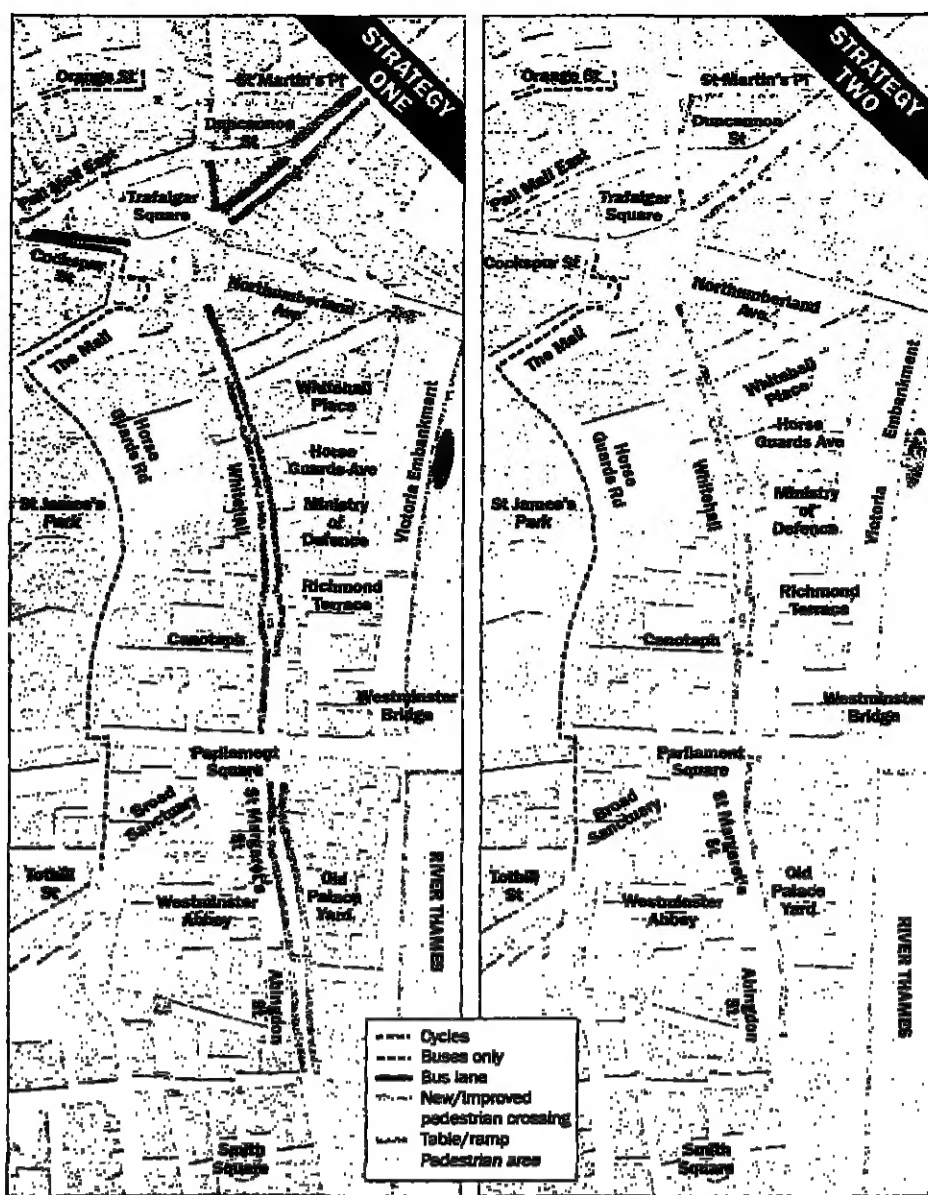 STRATEGY
ONE
Orange St
St Martin's Pl
Duncannon
St
Pall Mall East
Trafalgar
Square
Cockspur
St
Northumberland
Ave
The Mall
Whitehall
Place
Horse
Guards Rd
Horse
Guards Ave
Whitehall
Victoria Embankment
St James's
Park
Ministry
of
Defence
Richmond
Terrace
Cenotaph
Westminster
Bridge
Parliament
Square
Broad
Sanctuary
St Margaret's
St
Tothill
St
Westminster
Abbey
Old
Palace
Yard
RIVER THAMES
Abingdon
St
Smith
Square
STRATEGY
TWO
Orange St
St Martin's Pl
Duncannon
St
Pall Mall East
Trafalgar
Square
Cockspur St
Northumberland
Ave.
The Mall
Whitehall
Place
Horse
Guards Rd
Horse
Guards Ave
Whitehall
Victoria
Embankment
St James's
Park
Ministry
of
Defence
Richmond
Terrace
Cenotaph
Westminster
Bridge
Parliament
Square
Broad
Sanctuary
St Margaret's
St
Tothill
St
Westminster
Abbey
Old
Palace
Yard
RIVER THAMES
Abingdon
St
Smith
Square
Cycles
Buses only
Bus lane
New/Improved
pedestrian crossing
Table/ramp
Pedestrian area